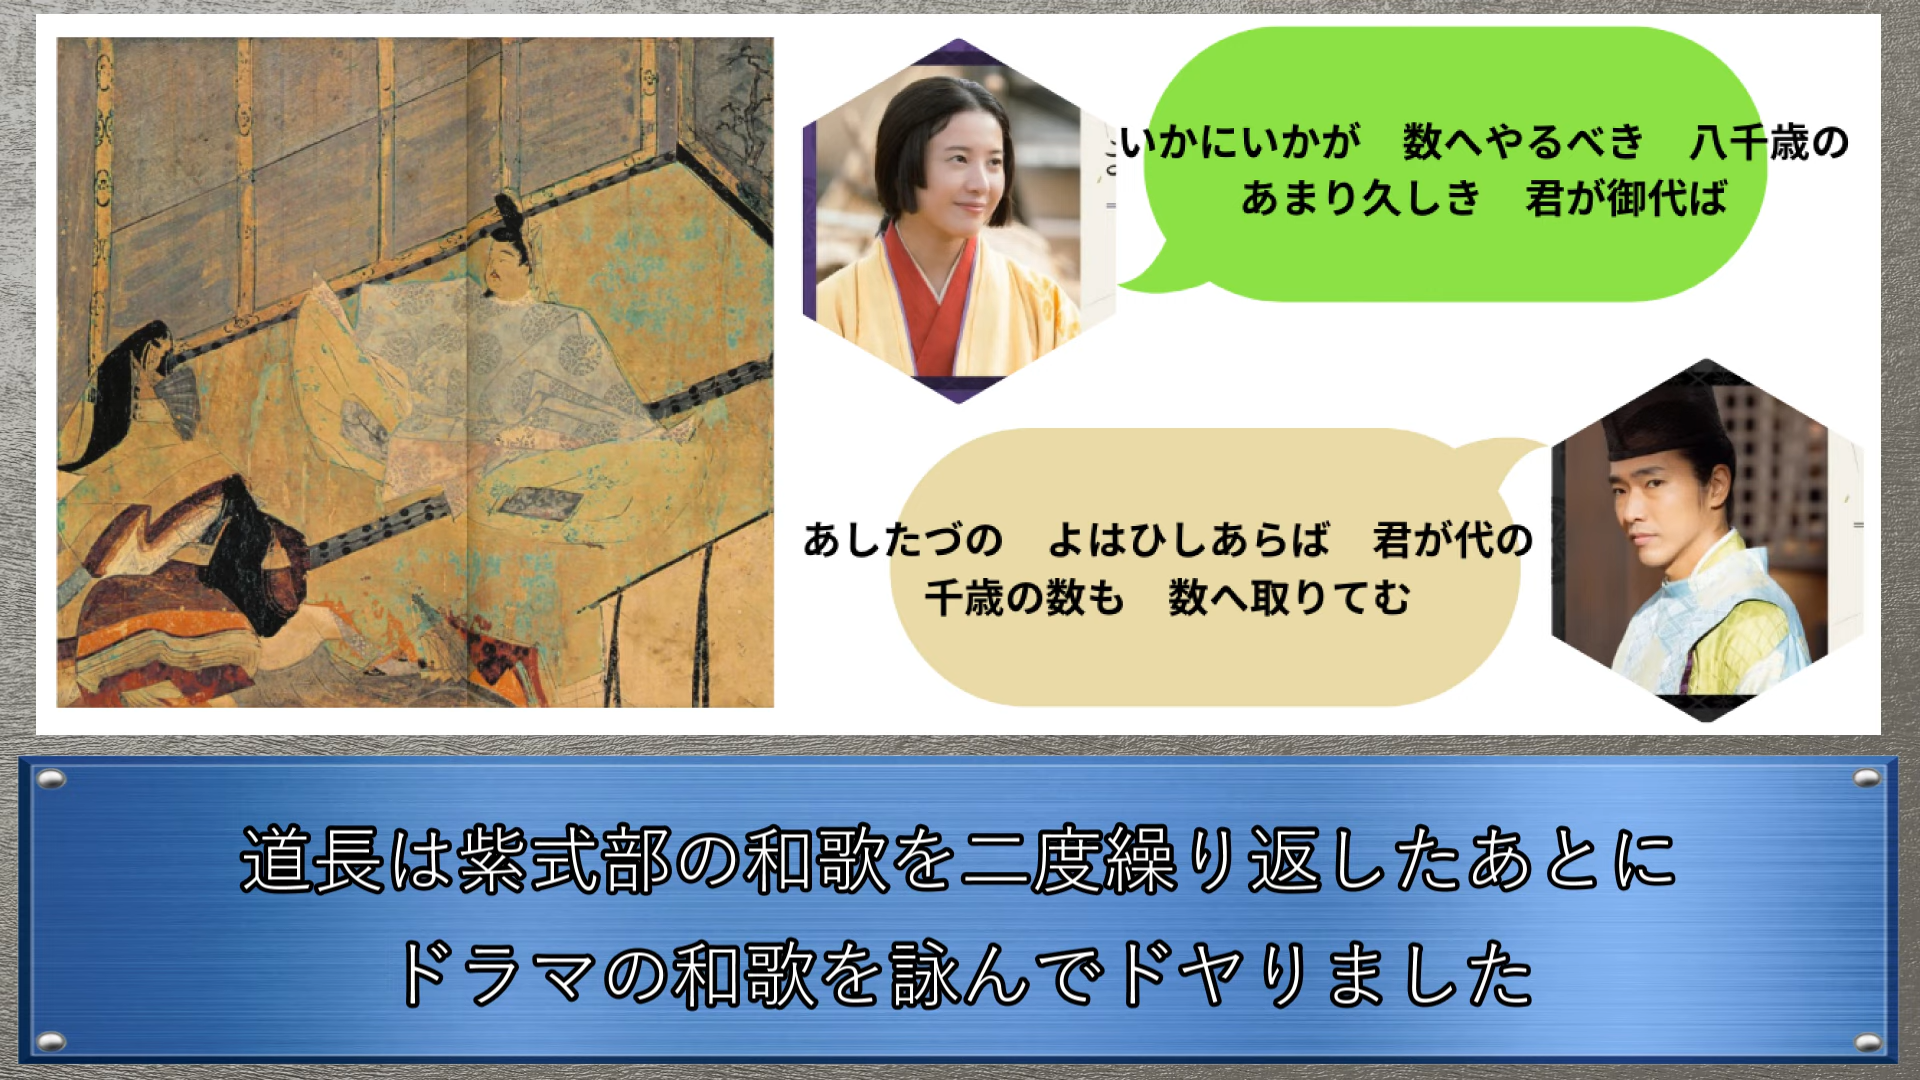 いかにいかが　数へやるべき　八千歳の
あまり久しき　君が御代ば
あしたづの　よはひしあらば　君が代の
千歳の数も　数へ取りてむ
道長は紫式部の和歌を二度繰り返したあとに
ドラマの和歌を詠んでドヤりました